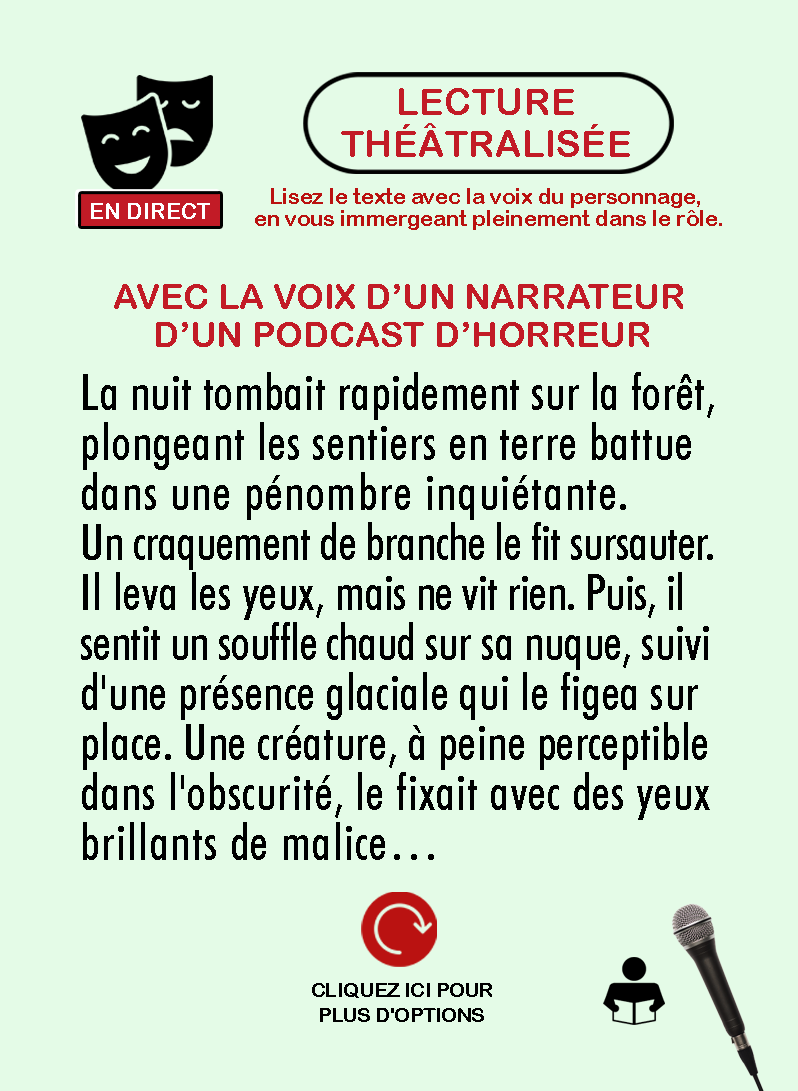 LECTURE
THÉÂTRALISÉE
EN DIRECT
Lisez le texte avec la voix du personnage,
en vous immergeant pleinement dans le rôle.
AVEC LA VOIX D’UN NARRATEUR
D’UN PODCAST D’HORREUR
La nuit tombait rapidement sur la forêt,
plongeant les sentiers en terre battue
dans une pénombre inquiétante.
Un craquement de branche le fit sursauter.
Il leva les yeux, mais ne vit rien. Puis, il
sentit un souffle chaud sur sa nuque, suivi
d'une présence glaciale qui le figea sur
place. Une créature, à peine perceptible
dans l'obscurité, le fixait avec des yeux
brillants de malice...
CLIQUEZ ICI POUR
PLUS D'OPTIONS